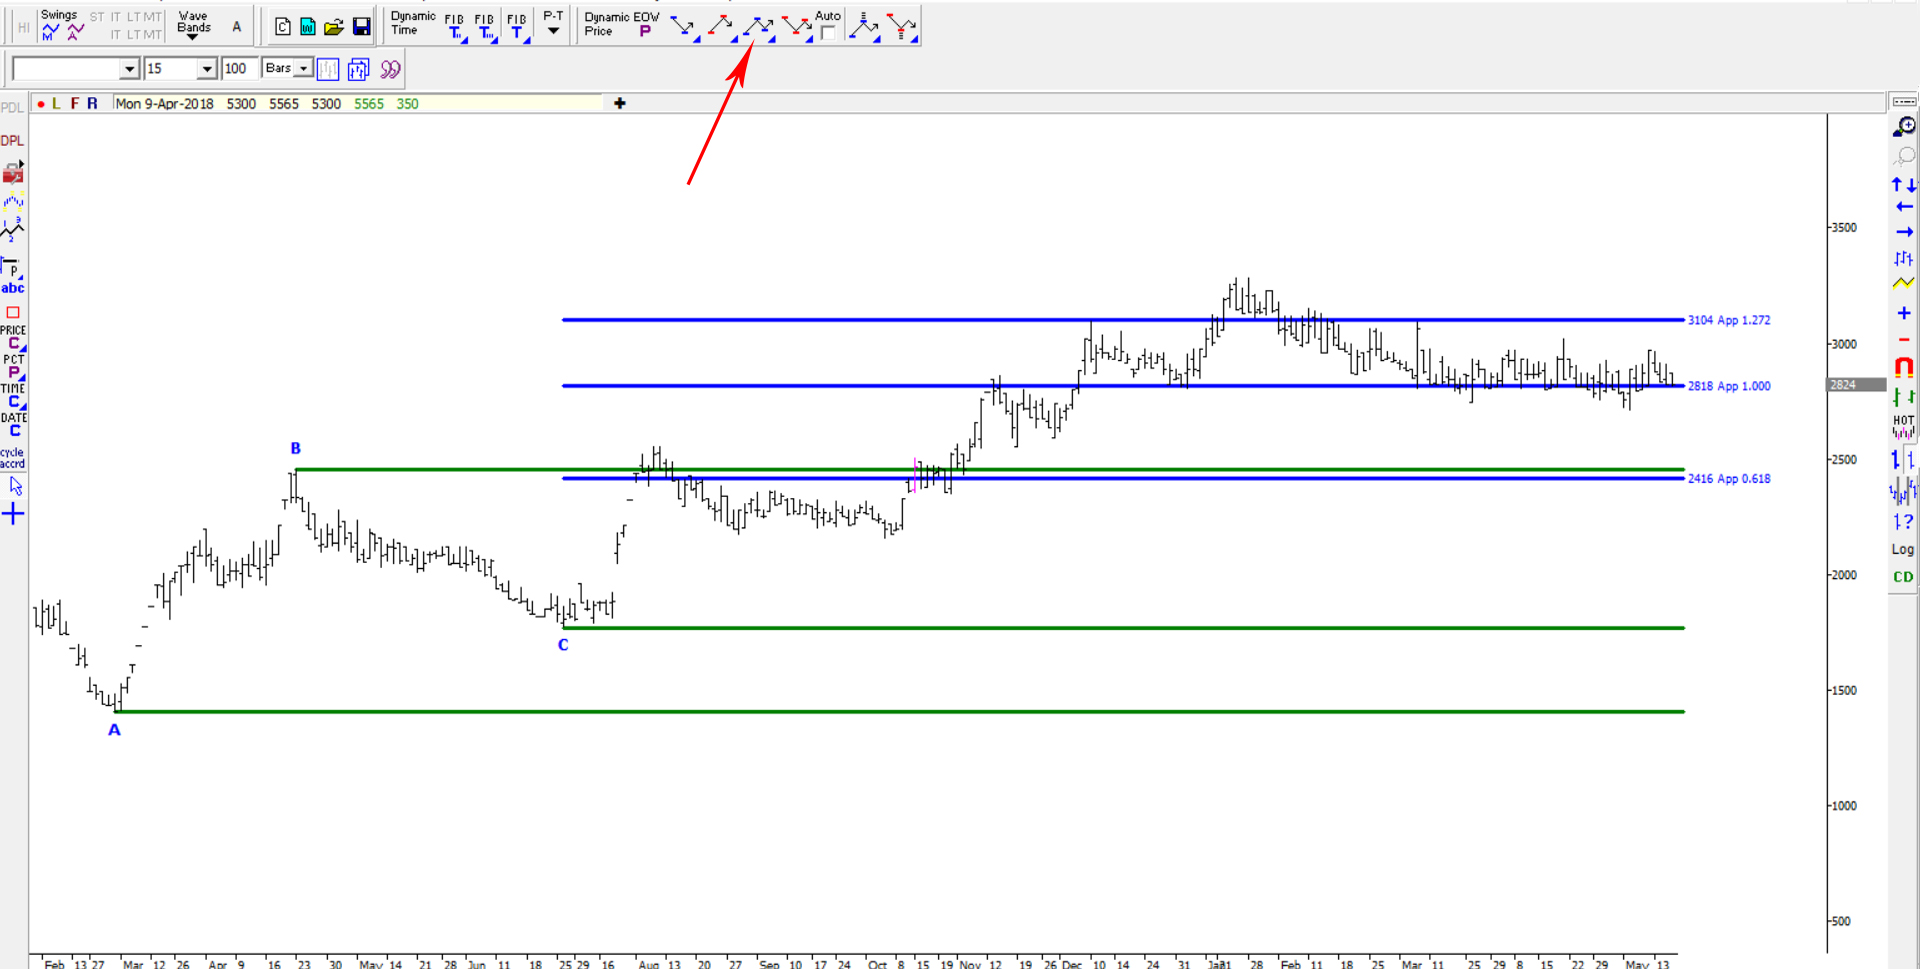 HI Swings ST IT LT MT Wave Bands A Dynamic Time FIB FIB FIB P-T Dynamic Price EOW P Auto
M A IT LT MT C W T... T... T
15 100 Bars
PDL L F R Mon 9-Apr-2018 5300 5565 5300 5565 350
DPL
3500
3104 App 1.272
3000
2818 App 1.000
2824
B
2500
2416 App 0.618
2000
C
1500
A
1000
500
Feb 13 27 Mar 12 26 Apr 9 16 23 30 May 14 21 28 Jun 11 18 25 29 16 Aug 13 20 27 Sep 10 17 24 Oct 8 15 19 Nov 12 19 26 Dec 10 14 24 31 28 Feb 11 18 25 Mar 11 25 29 8 15 22 29 May 13
1 2 3
P
abc
PRICE
C
PCT
P
TIME
C
DATE
C
cycle
accrd
HOT
?
Log
CD